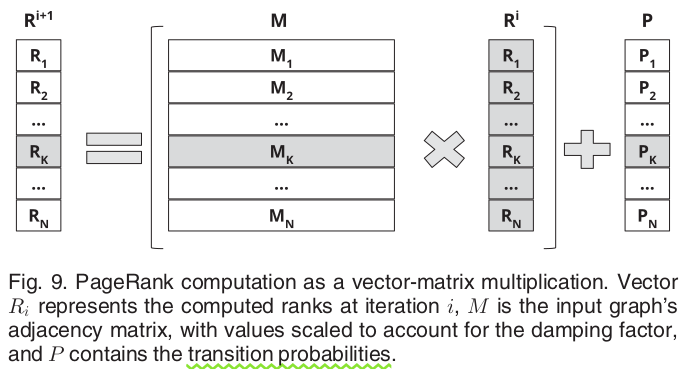 R^{i+1} M R^i P
R_1 M_1 R_1 P_1
R_2 M_2 R_2 P_2
... ... ... ...
R_K M_K R_K P_K
... ... ... ...
R_N M_N R_N P_N
Fig. 9. PageRank computation as a vector-matrix multiplication. Vector
R_i represents the computed ranks at iteration i, M is the input graph's
adjacency matrix, with values scaled to account for the damping factor,
and P contains the transition probabilities.